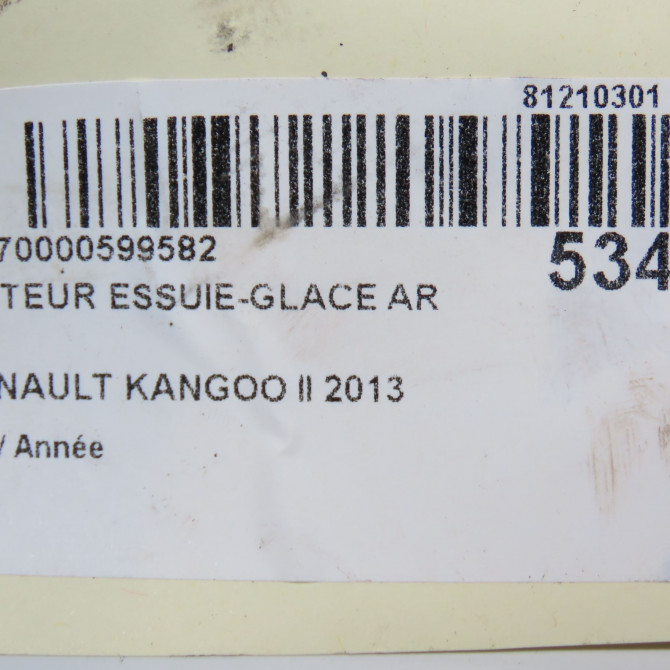 81210301
70000599582
534
TEUR ESSUIE-GLACE AR
NAULT KANGOO II 2013
/ Année